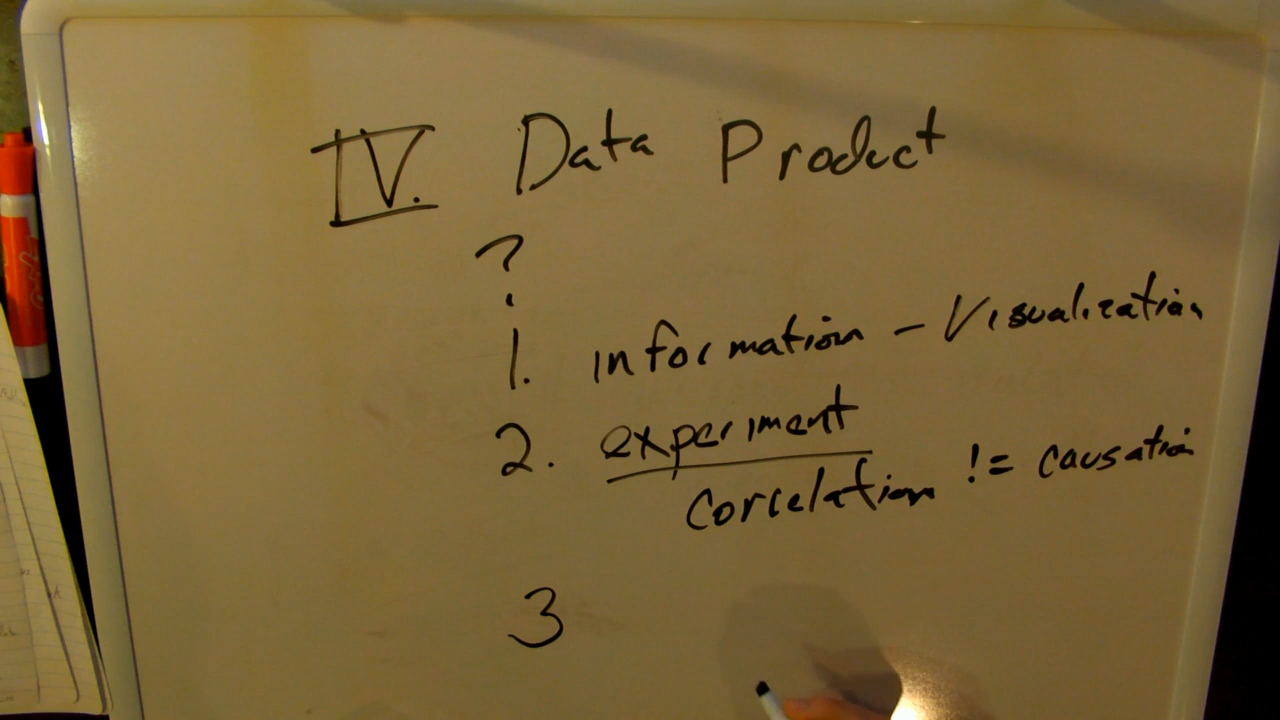 IV. Data Product
?
1. information - Visualization
2. experiment
correlation != causation
3